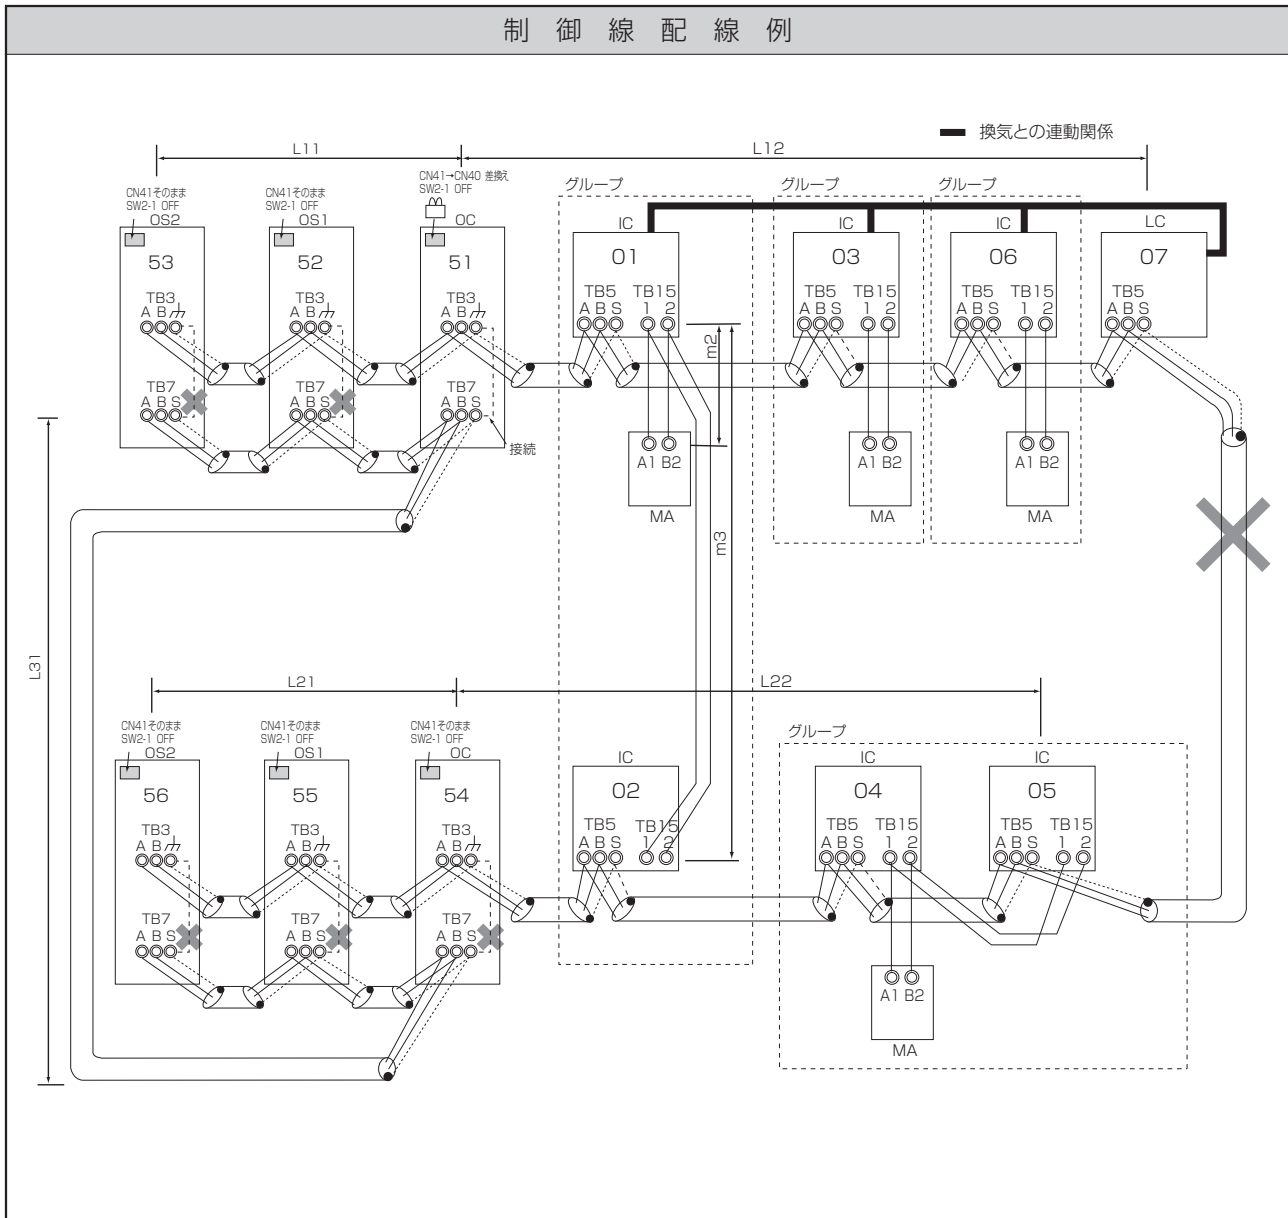 制御線配線例
換気との連動関係
L11
L12
CN41そのまま
SW2-1 OFF
OS2
CN41そのまま
SW2-1 OFF
OS1
CN41→CN40 差換え
SW2-1 OFF
OC
グループ
グループ
グループ
IC
IC
IC
LC
53
52
51
01
03
06
07
TB3
A B
TB3
A B
TB3
A B
TB5
A B S
TB15
1 2
TB5
A B S
TB15
1 2
TB5
A B S
TB15
1 2
TB5
A B S
TB7
A B S
TB7
A B S
TB7
A B S
接続
m2
A1 B2
MA
A1 B2
MA
A1 B2
MA
m3
L31
L21
L22
CN41そのまま
SW2-1 OFF
OS2
CN41そのまま
SW2-1 OFF
OS1
CN41そのまま
SW2-1 OFF
OC
グループ
IC
IC
IC
56
55
54
02
04
05
TB3
A B
TB3
A B
TB3
A B
TB5
A B S
TB15
1 2
TB5
A B S
TB15
1 2
TB5
A B S
TB15
1 2
TB7
A B S
TB7
A B S
TB7
A B S
A1 B2
MA